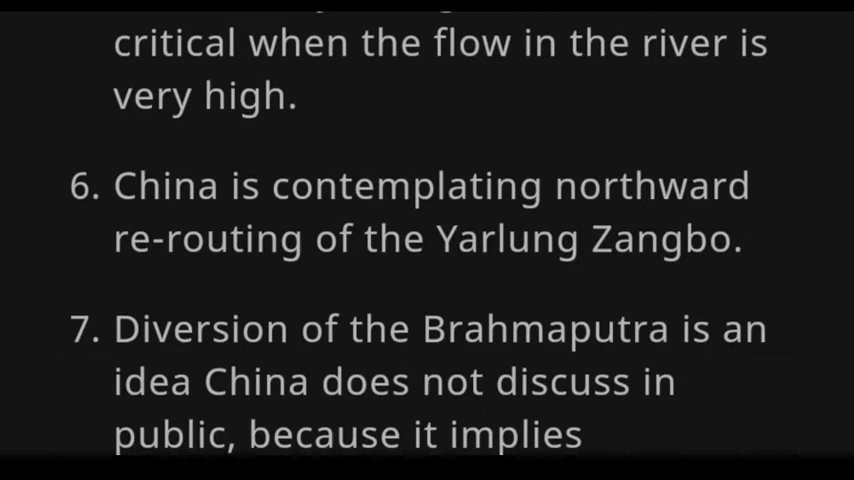 critical when the flow in the river is
very high.
6. China is contemplating northward
re-routing of the Yarlung Zangbo.
7. Diversion of the Brahmaputra is an
idea China does not discuss in
public, because it implies